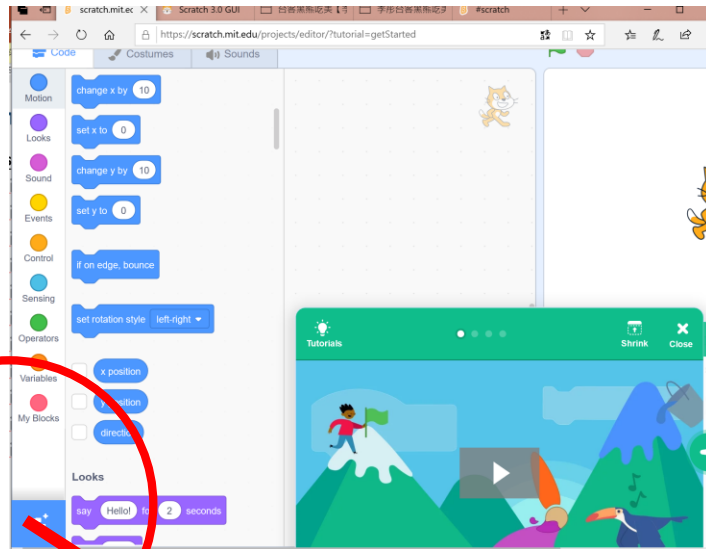 scratch.mit.ec
Scratch 3.0 GUI
#scratch
https://scratch.mit.edu/projects/editor/?tutorial=getStarted
Code
Costumes
Sounds
Motion
Looks
Sound
Events
Control
Sensing
Operators
Variables
My Blocks
change x by 10
set x to 0
change y by 10
set y to 0
if on edge, bounce
set rotation style left-right
x position
y position
direction
Looks
say Hello! for 2 seconds
Tutorials
Shrink
Close